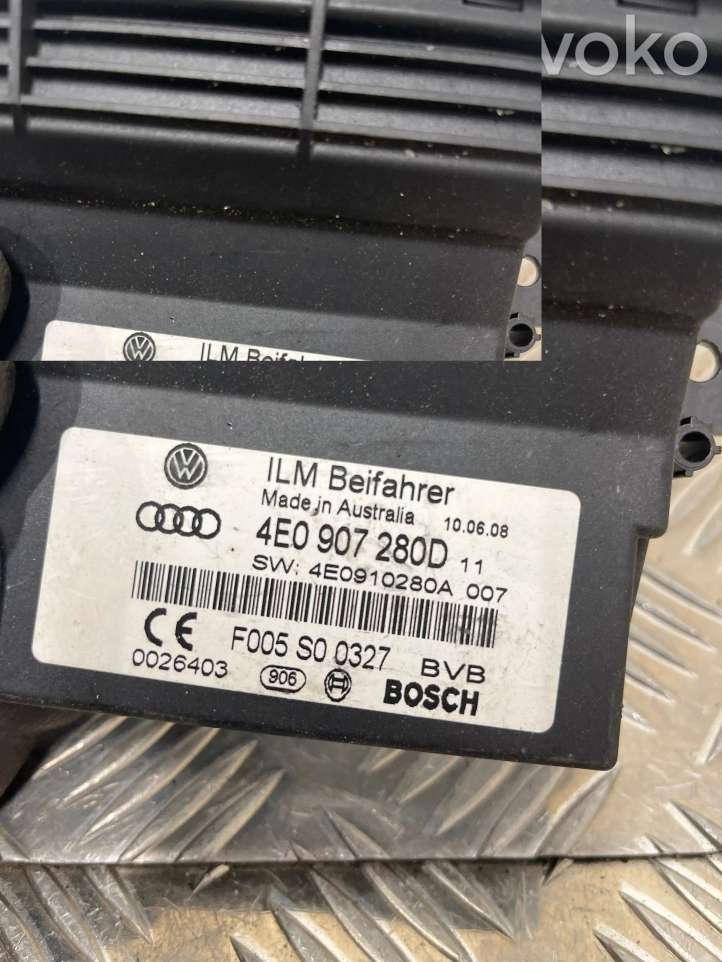 voko
ILM Beifahrer
ILM Beifahrer
Made in Australia 10.06.08
4E0 907 280D 11
SW: 4E0910280A 007
CE F005 S0 0327 BVB
0026403 906 BOSCH